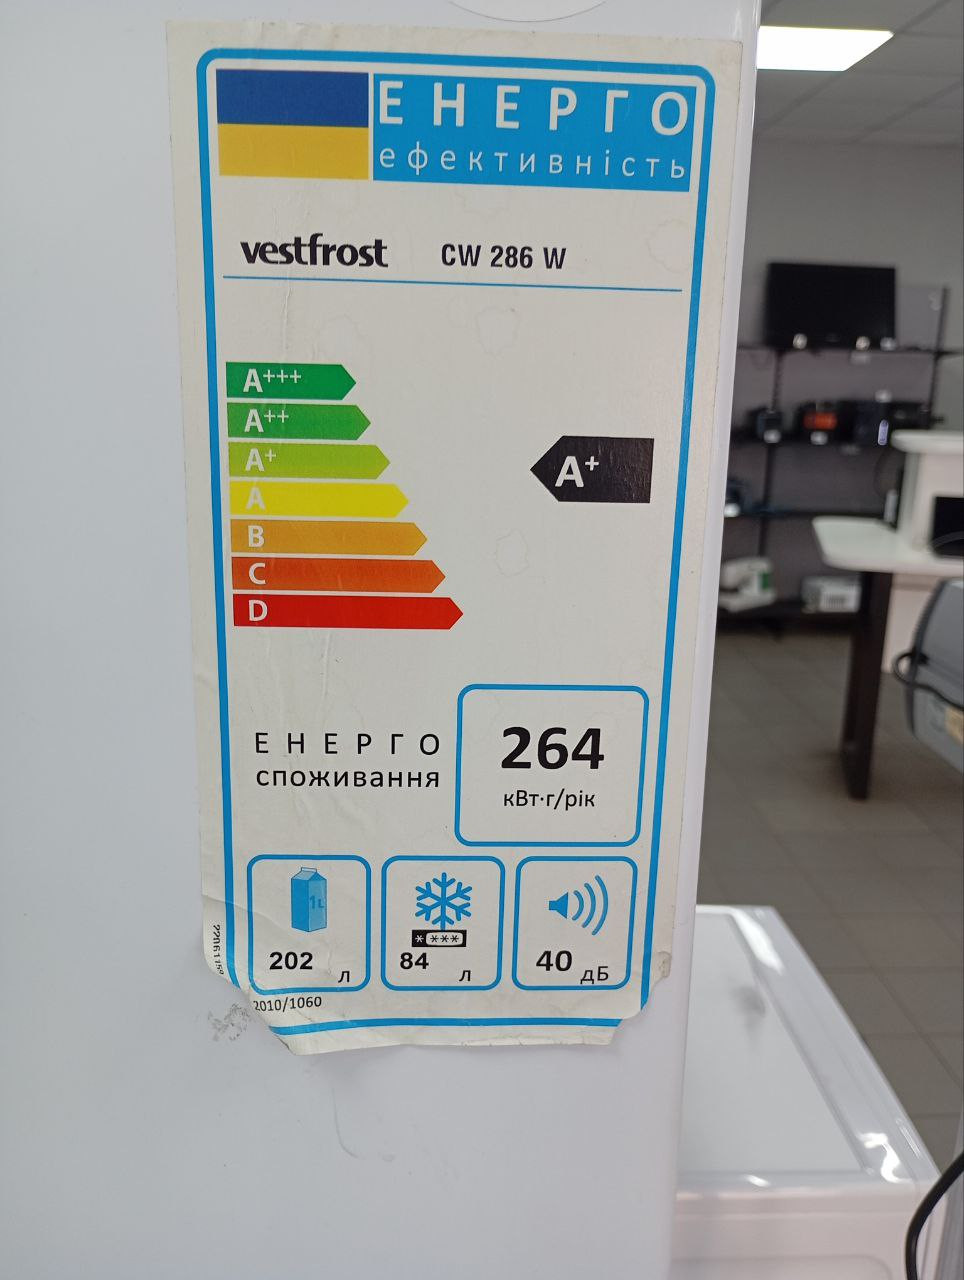 ЕНЕРГО
ефективність
vestfrost CW 286 W
A+++
A++
A+
A
B
C
D
A+
ЕНЕРГО
споживання
264
кВт·г/рік
1L
202 л
84 л
40 дБ
2010/1060